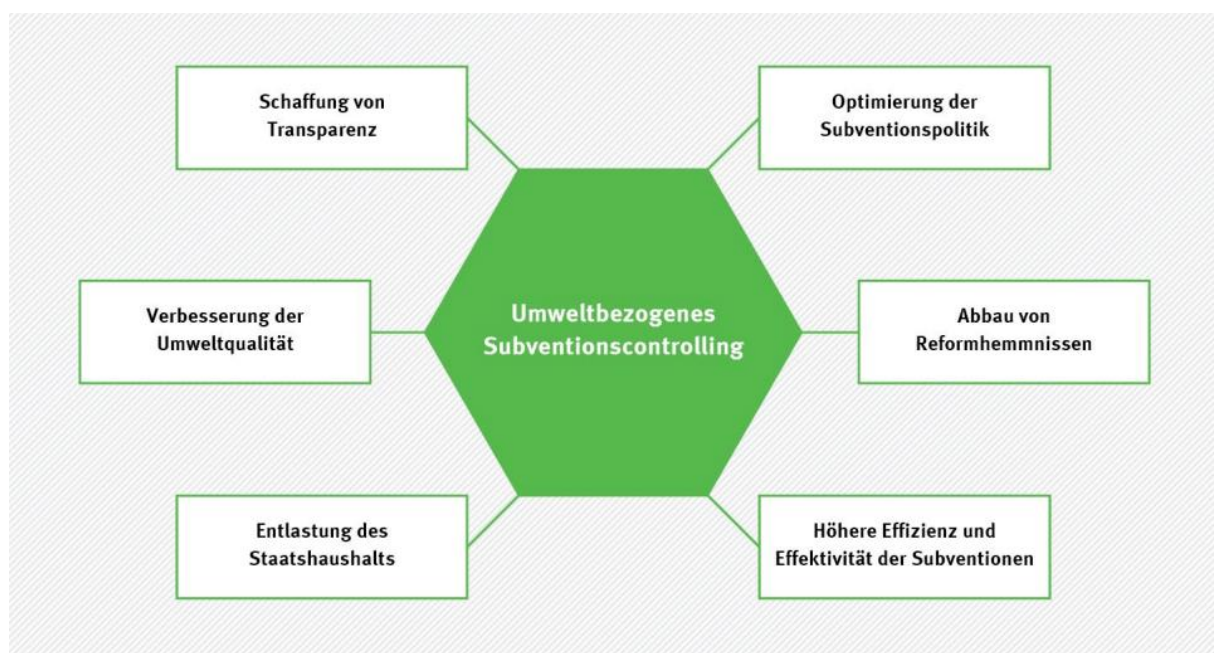 Schaffung von
Transparenz
Optimierung der
Subventionspolitik
Verbesserung der
Umweltqualität
Umweltbezogenes
Subventionscontrolling
Abbau von
Reformhemmnissen
Entlastung des
Staatshaushalts
Höhere Effizienz und
Effektivität der Subventionen